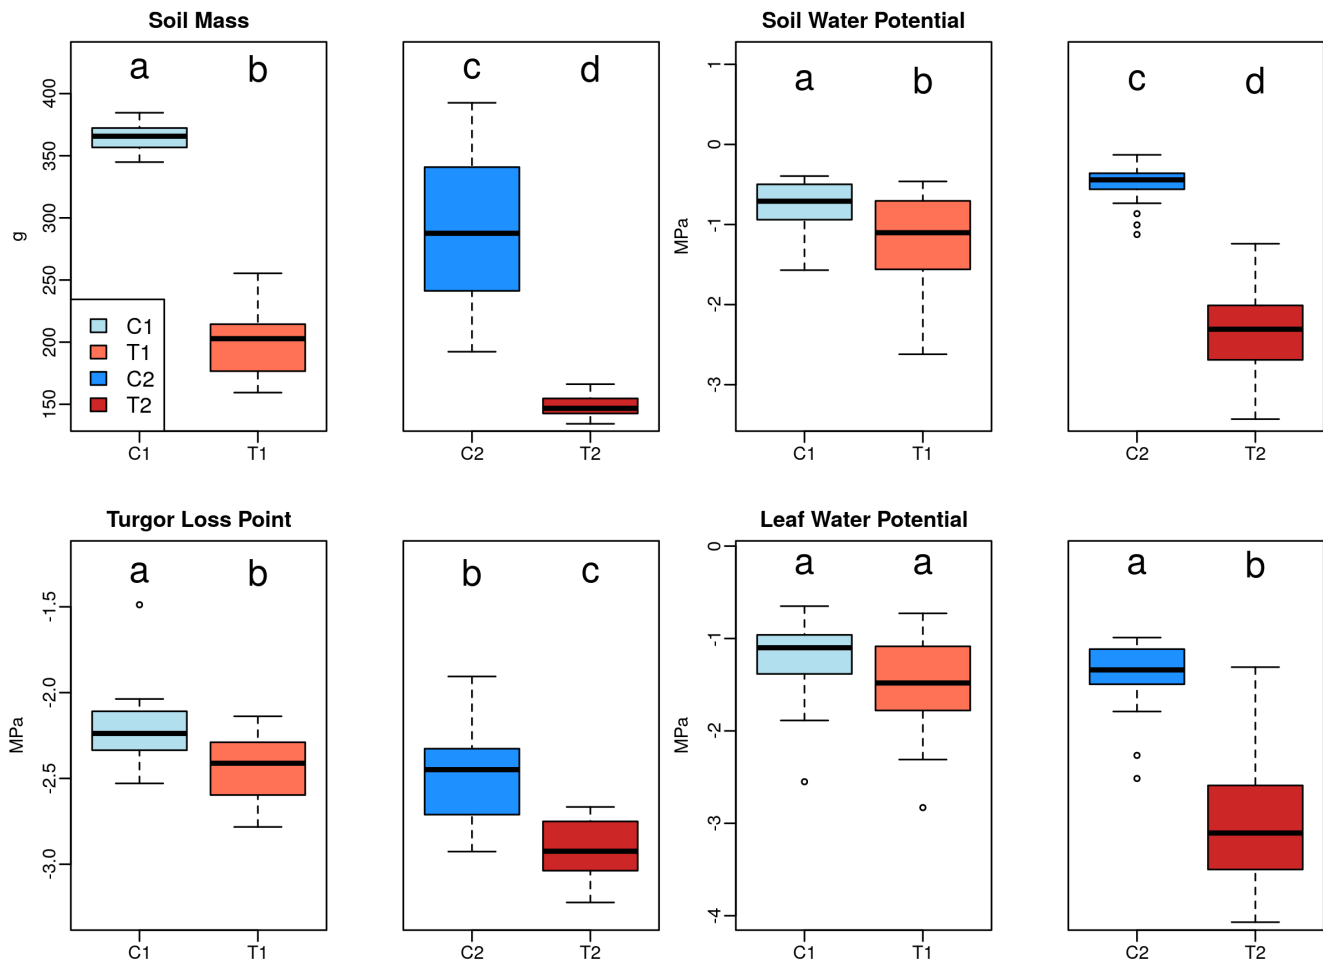 Soil Mass
Soil Water Potential
a
b
c
d
a
b
c
d
g
400
350
300
250
200
150
C1
T1
C2
T2
MPa
1
0
-1
-2
-3
C1
T1
C2
T2
C1
T1
C2
T2
Turgor Loss Point
Leaf Water Potential
a
b
b
c
a
a
a
b
MPa
-1.5
-2.0
-2.5
-3.0
MPa
0
-1
-2
-3
-4
C1
T1
C2
T2
C1
T1
C2
T2